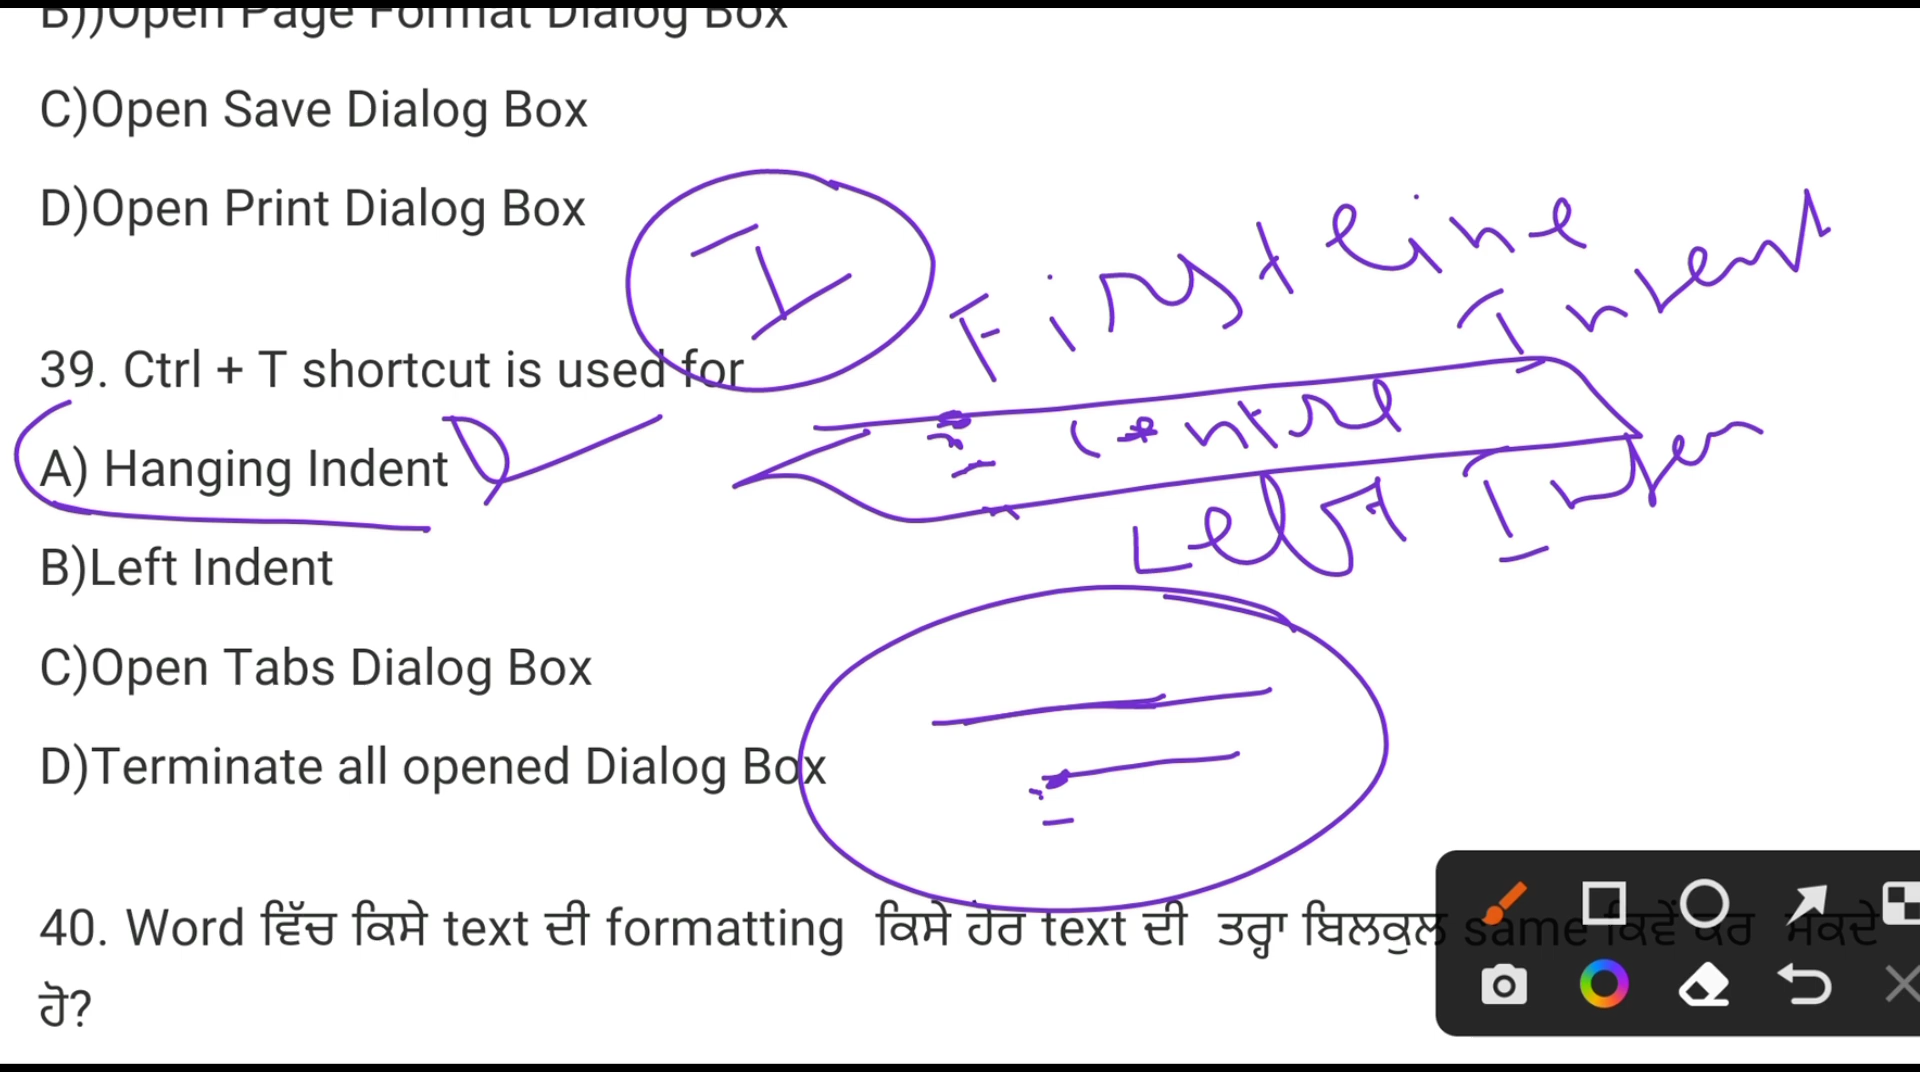 B))Open Page Format Dialog Box
C)Open Save Dialog Box
D)Open Print Dialog Box
I
First line
Indent
39. Ctrl + T shortcut is used for
A) Hanging Indent
Centre
Left Inden
B)Left Indent
C)Open Tabs Dialog Box
D)Terminate all opened Dialog Box
40. Word ਵਿੱਚ ਕਿਸੇ text ਦੀ formatting ਕਿਸੇ ਹੋਰ text ਦੀ ਤਰ੍ਹਾ ਬਿਲਕੁਲ same ਕਿਵੇਂ ਕਰ ਸਕਦੇ
ਹੋ?